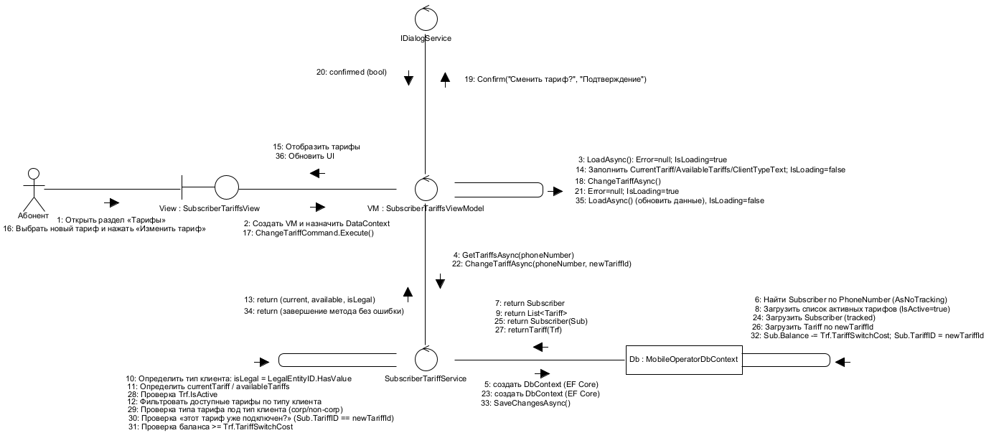 IDialogService
20: confirmed (bool)
19: Confirm("Сменить тариф?", "Подтверждение")
15: Отобразить тарифы
36: Обновить UI
3: LoadAsync(): Error=null; IsLoading=true
14: Заполнить CurrentTariff/AvailableTariffs/ClientTypeText; IsLoading=false
18: ChangeTariffAsync()
21: Error=null; IsLoading=true
35: LoadAsync() (обновить данные), IsLoading=false
Абонент
View : SubscriberTariffsView
VM : SubscriberTariffsViewModel
1: Открыть раздел «Тарифы»
16: Выбрать новый тариф и нажать «Изменить тариф»
2: Создать VM и назначить DataContext
17: ChangeTariffCommand.Execute()
4: GetTariffsAsync(phoneNumber)
22: ChangeTariffAsync(phoneNumber, newTariffId)
13: return (current, available, isLegal)
34: return (завершение метода без ошибки)
7: return Subscriber
9: return List<Tariff>
25: return Subscriber(Sub)
27: returnTariff(Trf)
6: Найти Subscriber по PhoneNumber (AsNoTracking)
8: Загрузить список активных тарифов (IsActive=true)
24: Загрузить Subscriber (tracked)
26: Загрузить Tariff по newTariffId
32: Sub.Balance -= Trf.TariffSwitchCost; Sub.TariffID = newTariffId
Db : MobileOperatorDbContext
SubscriberTariffService
10: Определить тип клиента: isLegal = LegalEntityID.HasValue
11: Определить currentTariff / availableTariffs
28: Проверка Trf.IsActive
12: Фильтровать доступные тарифы по типу клиента
29: Проверка типа тарифа под тип клиента (corp/non-corp)
30: Проверка «этот тариф уже подключен?» (Sub.TariffID == newTariffId)
31: Проверка баланса >= Trf.TariffSwitchCost
5: создать DbContext (EF Core)
23: создать DbContext (EF Core)
33: SaveChangesAsync()